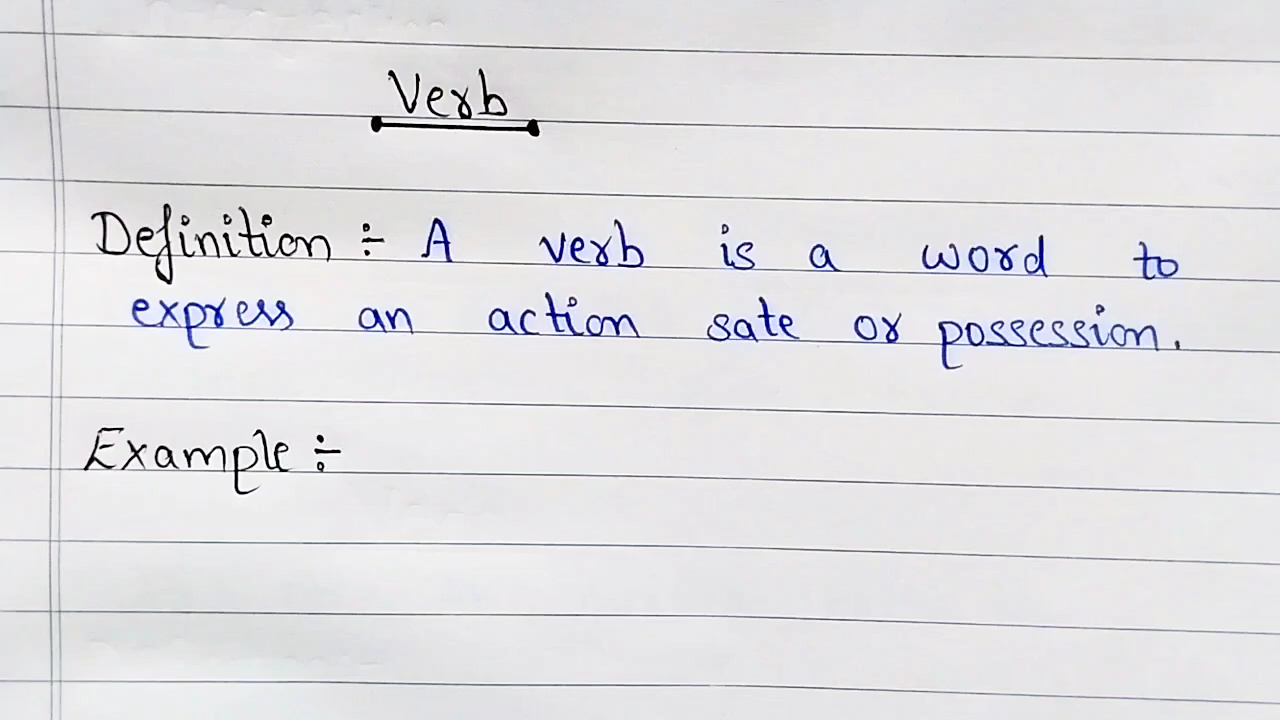 Verb
Definition ÷ A verb is a word to
express an action sate or possession.
Example ÷